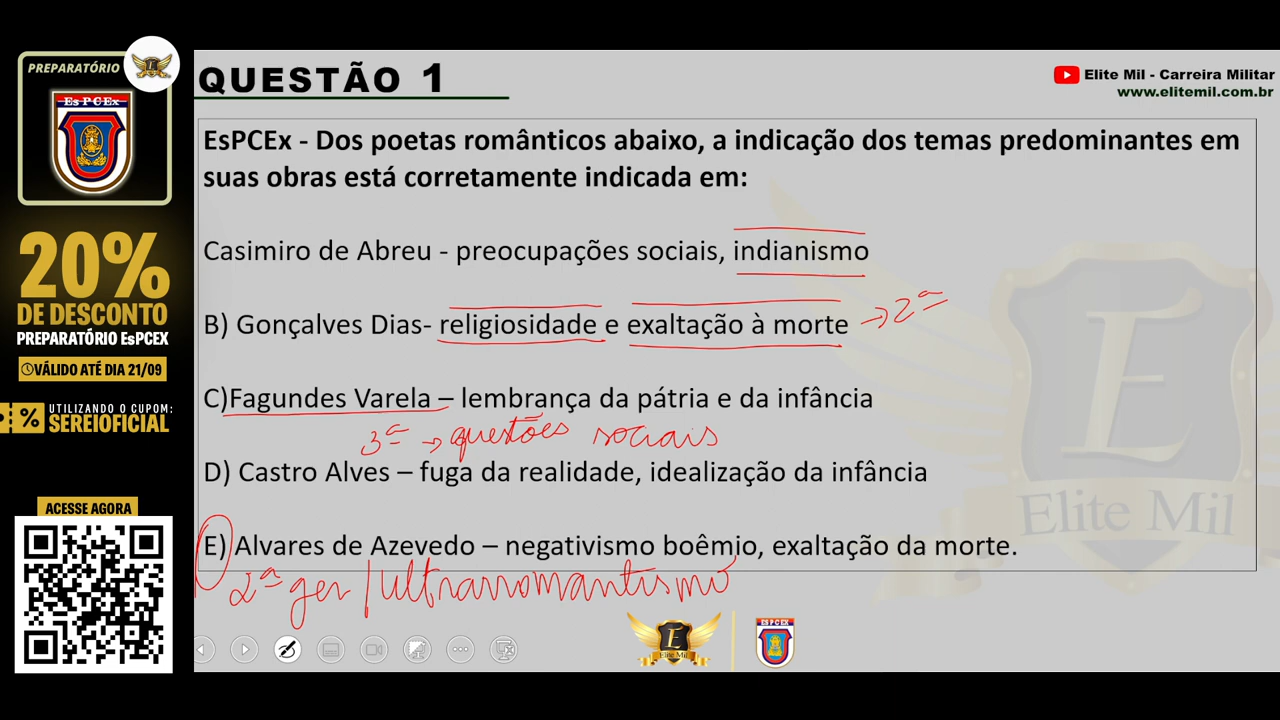 PREPARATÓRIO
EsPCEx
20%
DE DESCONTO
PREPARATÓRIO EsPCEX
VÁLIDO ATÉ DIA 21/09
% UTILIZANDO O CUPOM:
SEREIOFICIAL
ACESSE AGORA
QUESTÃO 1
Elite Mil - Carreira Militar
www.elitemil.com.br
EsPCEx - Dos poetas românticos abaixo, a indicação dos temas predominantes em
suas obras está corretamente indicada em:
Casimiro de Abreu - preocupações sociais, indianismo
B) Gonçalves Dias- religiosidade e exaltação à morte → 2ª
C)Fagundes Varela – lembrança da pátria e da infância
3ª → questões sociais
D) Castro Alves – fuga da realidade, idealização da infância
E) Alvares de Azevedo – negativismo boêmio, exaltação da morte.
2ª ger / ultrarromantismo
E
Elite Mil
E
Elite Mil
ESPCEX